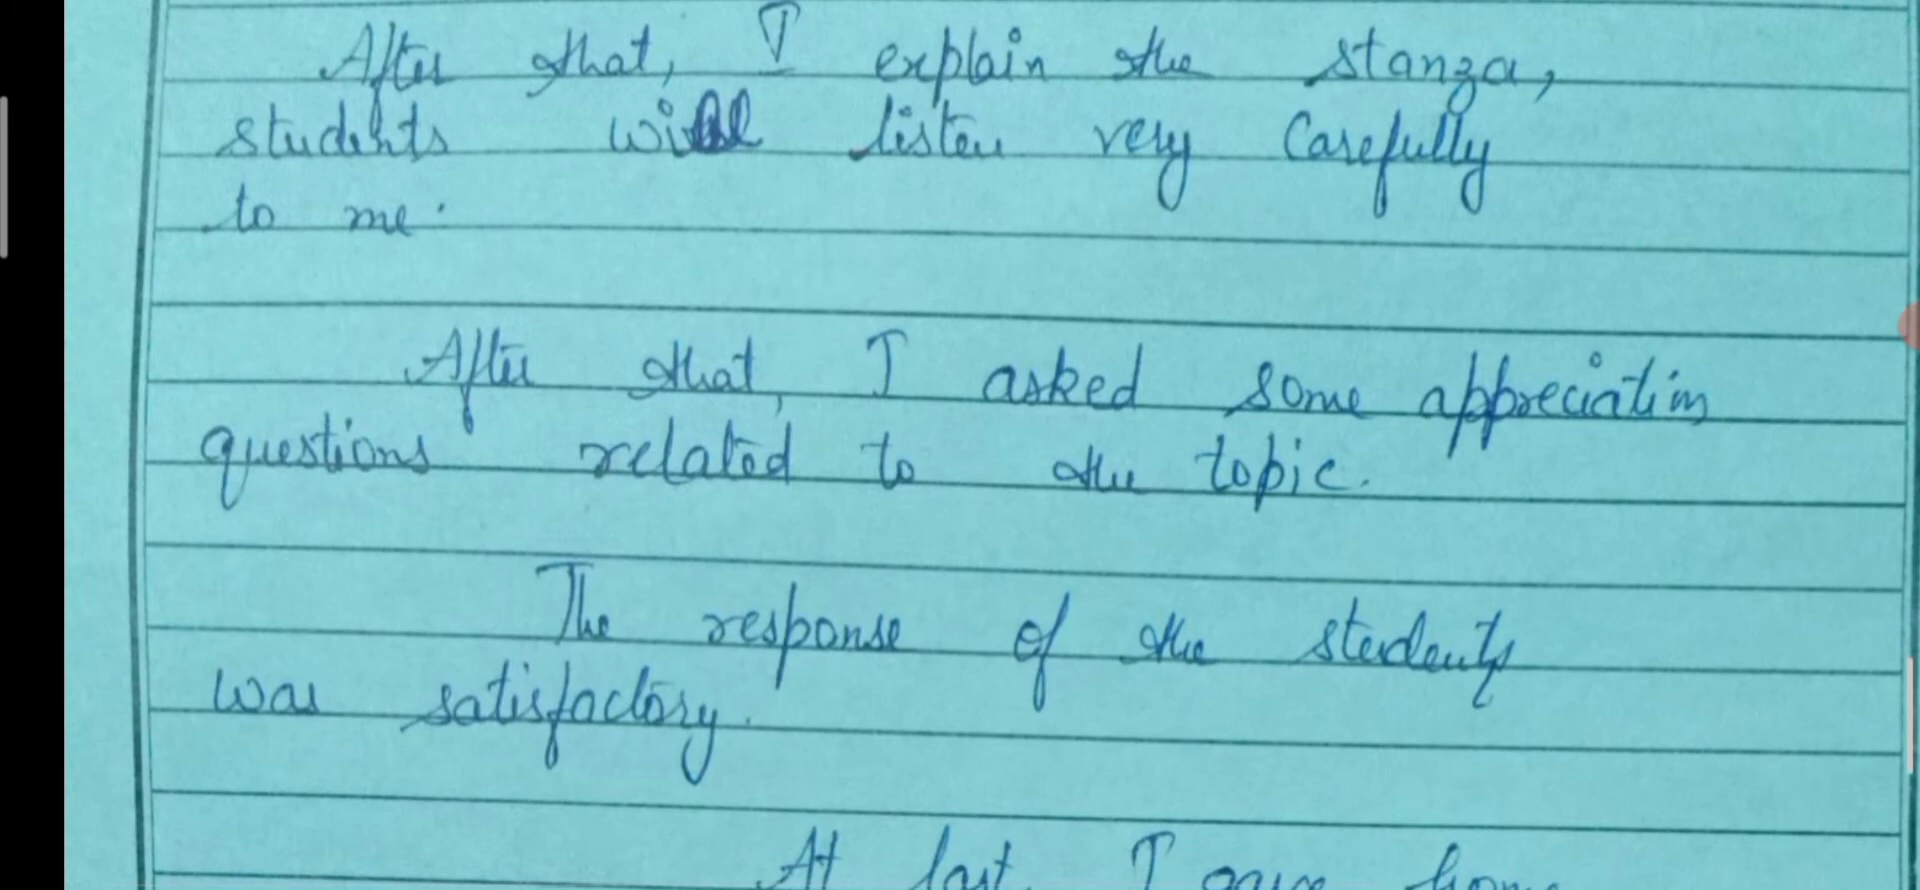 After that, I explain the stanza,
students will listen very Carefully
to me.
After that, I asked some appreciation
questions related to the topic.
The response of the students
was satisfactory.
At last I gave